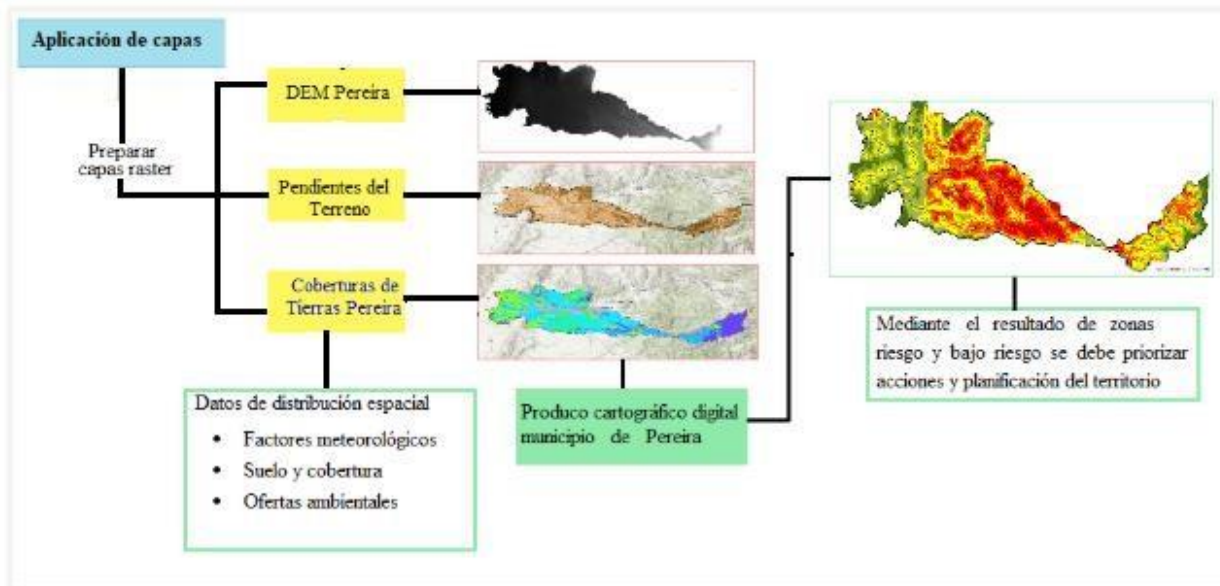 Aplicación de capas
Preparar
capas raster
DEM Pereira
Pendientes del
Terreno
Coberturas de
Tierras Pereira
Datos de distribución espacial
• Factores meteorológicos
• Suelo y cobertura
• Ofertas ambientales
Produco cartográfico digital
municipio de Pereira
Mediante el resultado de zonas
riesgo y bajo riesgo se debe priorizar
acciones y planificación del territorio